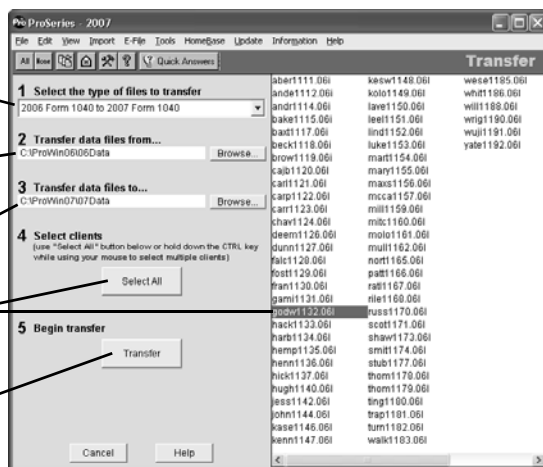 ProSeries - 2007
File Edit View Import E-File Tools HomeBase Update Information Help
All None Quick Answers Transfer
1 Select the type of files to transfer
2006 Form 1040 to 2007 Form 1040
2 Transfer data files from...
C:\ProWin06\06Data Browse...
3 Transfer data files to...
C:\ProWin07\07Data Browse...
4 Select clients
(use "Select All" button below or hold down the CTRL key
while using your mouse to select multiple clients)
Select All
5 Begin transfer
Transfer
Cancel Help
aber1111.06I
ande1112.06I
andr1114.06I
bake1115.06I
baxt1117.06I
beck1118.06I
brow1119.06I
cajb1120.06I
carl1121.06I
carp1122.06I
carr1123.06I
chav1124.06I
deem1126.06I
dunn1127.06I
falc1128.06I
fost1129.06I
fran1130.06I
gami1131.06I
godw1132.06I
hack1133.06I
harb1134.06I
hemp1135.06I
henn1136.06I
hick1137.06I
hugh1140.06I
jess1142.06I
john1144.06I
kase1146.06I
kenn1147.06I
kesw1148.06I
kolo1149.06I
lave1150.06I
leel1151.06I
lind1152.06I
luke1153.06I
mart1154.06I
mary1155.06I
maxs1156.06I
mcca1157.06I
mill1159.06I
mitc1160.06I
molo1161.06I
mull1162.06I
nort1165.06I
patt1166.06I
ratl1167.06I
rile1168.06I
russ1170.06I
scot1171.06I
shaw1173.06I
smit1174.06I
stub1177.06I
thom1178.06I
thom1179.06I
ting1180.06I
trap1181.06I
turn1182.06I
walk1183.06I
wese1185.06I
whit1186.06I
will1188.06I
wrig1190.06I
wuji1191.06I
yate1192.06I